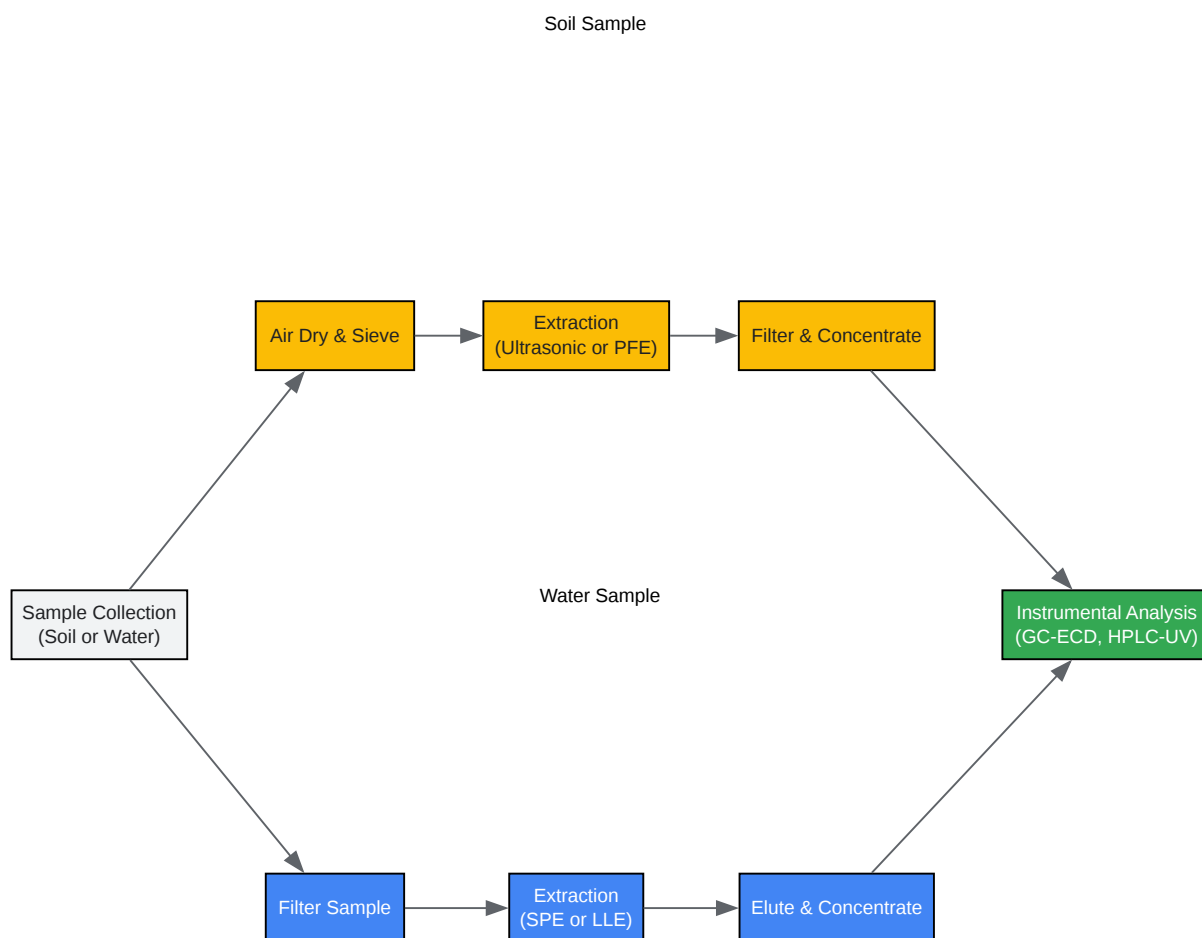 Soil Sample
Air Dry & Sieve
Extraction
(Ultrasonic or PFE)
Filter & Concentrate
Sample Collection
(Soil or Water)
Water Sample
Instrumental Analysis
(GC-ECD, HPLC-UV)
Filter Sample
Extraction
(SPE or LLE)
Elute & Concentrate